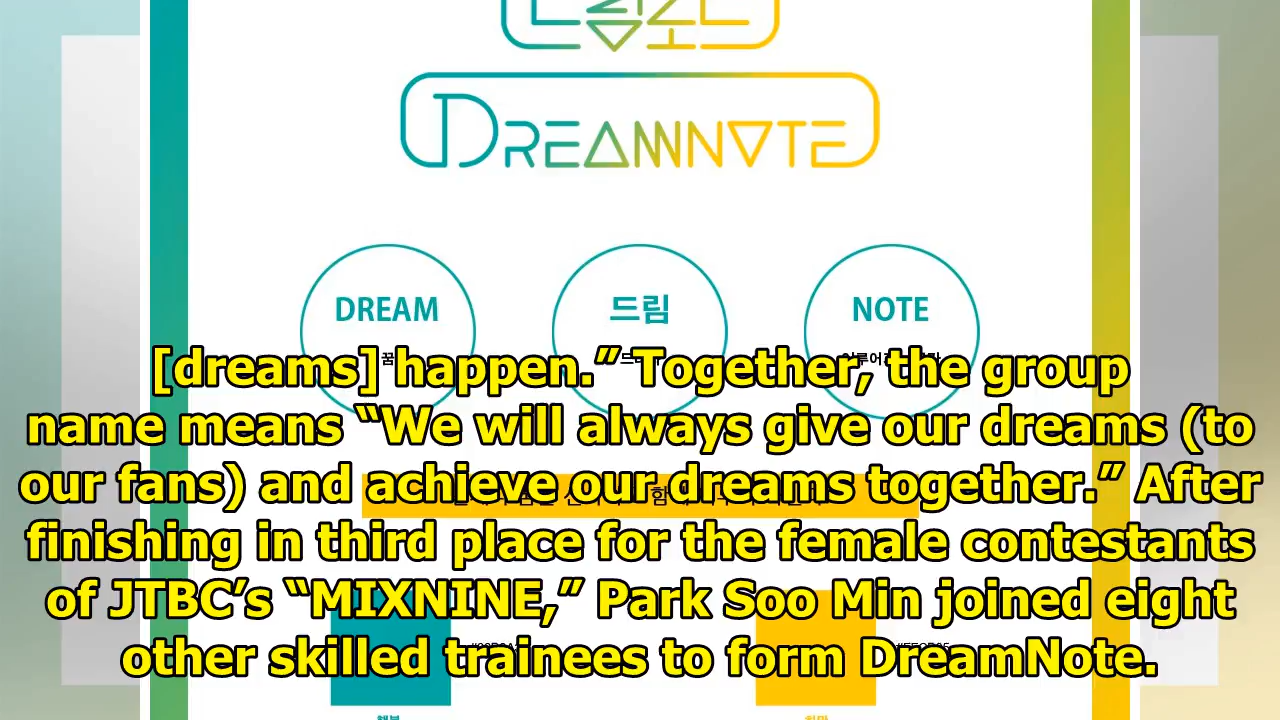 드림노트
DREAMNOTE
DREAM
드림
NOTE
꿈
[dreams] happen.” Together, the group
name means “We will always give our dreams (to
our fans) and achieve our dreams together.” After
finishing in third place for the female contestants
of JTBC’s “MIXNINE,” Park Soo Min joined eight
other skilled trainees to form DreamNote.